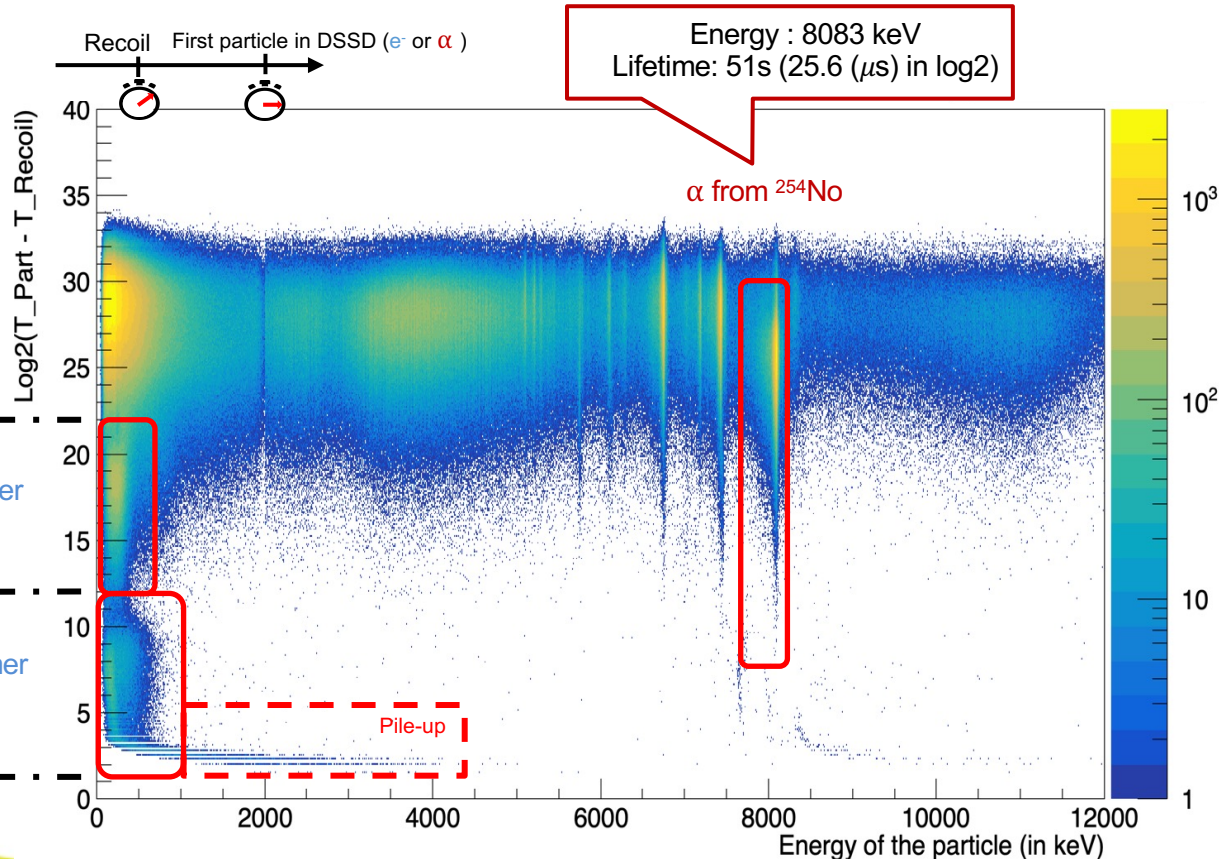 Recoil First particle in DSSD (e- or α )
Energy : 8083 keV
Lifetime: 51s (25.6 (μs) in log2)
α from ²⁵⁴No
Log2(T_Part - T_Recoil)
40
35
30
25
20
15
10
5
0
Pile-up
0 2000 4000 6000 8000 10000 12000
Energy of the particle (in keV)
10³
10²
10
1